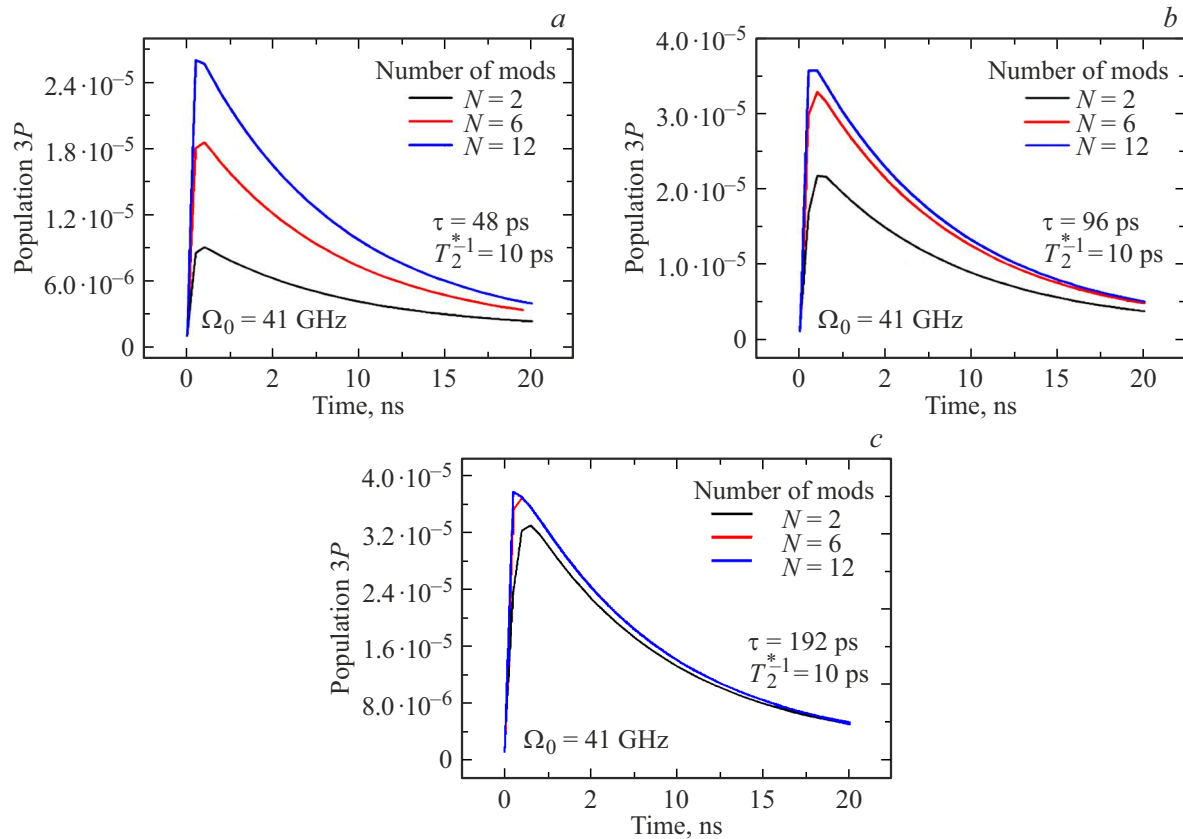 a
Population 3P
2.4·10⁻⁵
1.8·10⁻⁵
1.2·10⁻⁵
6.0·10⁻⁶
0
Number of mods
N = 2
N = 6
N = 12
τ = 48 ps
T₂*⁻¹ = 10 ps
Ω₀ = 41 GHz
0 2 10 15 20
Time, ns
b
Population 3P
4.0·10⁻⁵
3.0·10⁻⁵
2.0·10⁻⁵
1.0·10⁻⁵
0
Number of mods
N = 2
N = 6
N = 12
τ = 96 ps
T₂*⁻¹ = 10 ps
Ω₀ = 41 GHz
0 2 10 15 20
Time, ns
c
Population 3P
4.0·10⁻⁵
3.2·10⁻⁵
2.4·10⁻⁵
1.6·10⁻⁵
8.0·10⁻⁶
0
Number of mods
N = 2
N = 6
N = 12
τ = 192 ps
T₂*⁻¹ = 10 ps
Ω₀ = 41 GHz
0 2 10 15 20
Time, ns